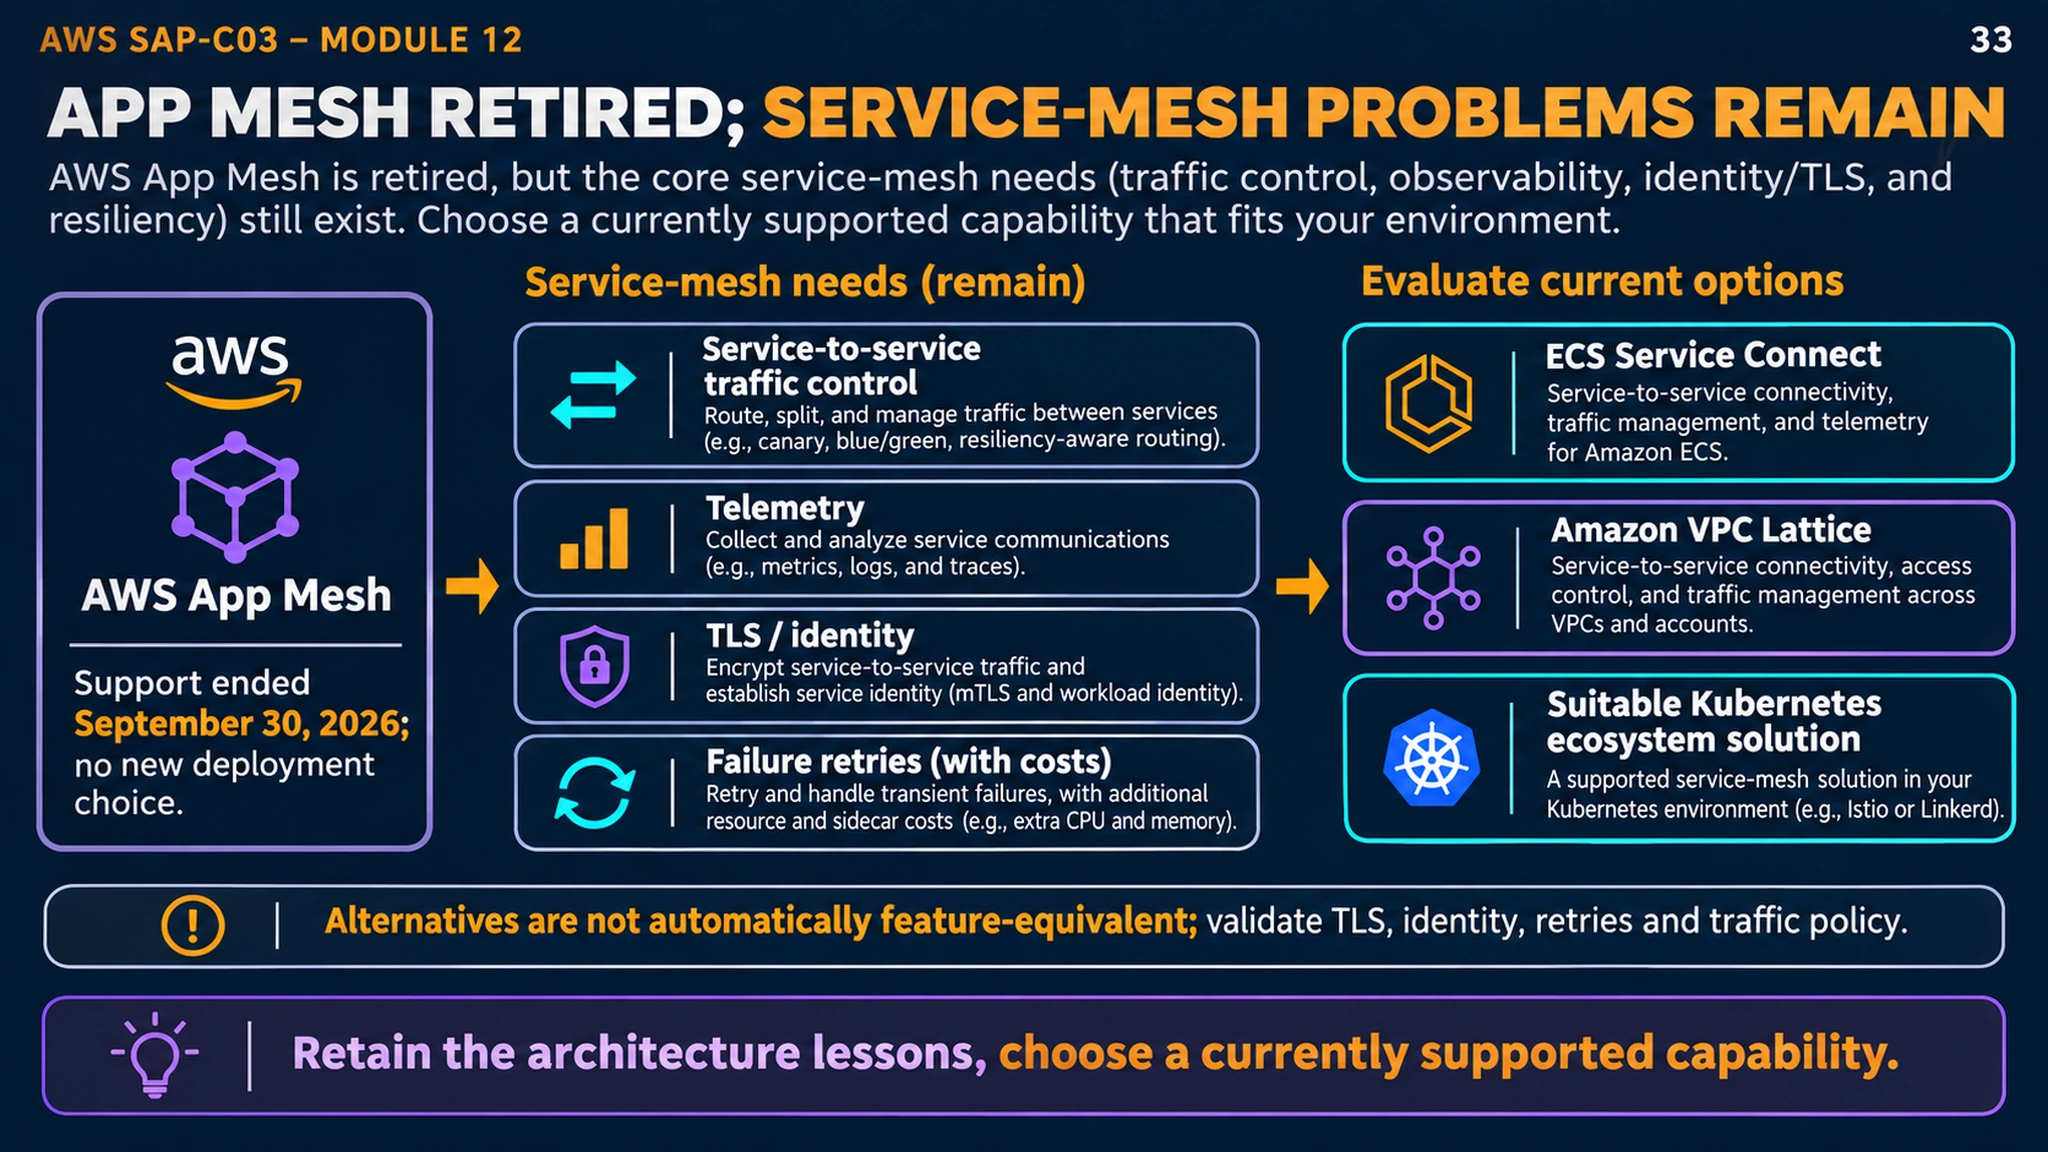 AWS SAP-C03 – MODULE 12
33
APP MESH RETIRED; SERVICE-MESH PROBLEMS REMAIN
AWS App Mesh is retired, but the core service-mesh needs (traffic control, observability, identity/TLS, and
resiliency) still exist. Choose a currently supported capability that fits your environment.
aws
AWS App Mesh
Support ended
September 30, 2026;
no new deployment
choice.
Service-mesh needs (remain)
Service-to-service
traffic control
Route, split, and manage traffic between services
(e.g., canary, blue/green, resiliency-aware routing).
Telemetry
Collect and analyze service communications
(e.g., metrics, logs, and traces).
TLS / identity
Encrypt service-to-service traffic and
establish service identity (mTLS and workload identity).
Failure retries (with costs)
Retry and handle transient failures, with additional
resource and sidecar costs (e.g., extra CPU and memory).
Evaluate current options
ECS Service Connect
Service-to-service connectivity,
traffic management, and telemetry
for Amazon ECS.
Amazon VPC Lattice
Service-to-service connectivity, access
control, and traffic management across
VPCs and accounts.
Suitable Kubernetes
ecosystem solution
A supported service-mesh solution in your
Kubernetes environment (e.g., Istio or Linkerd).
Alternatives are not automatically feature-equivalent; validate TLS, identity, retries and traffic policy.
Retain the architecture lessons, choose a currently supported capability.